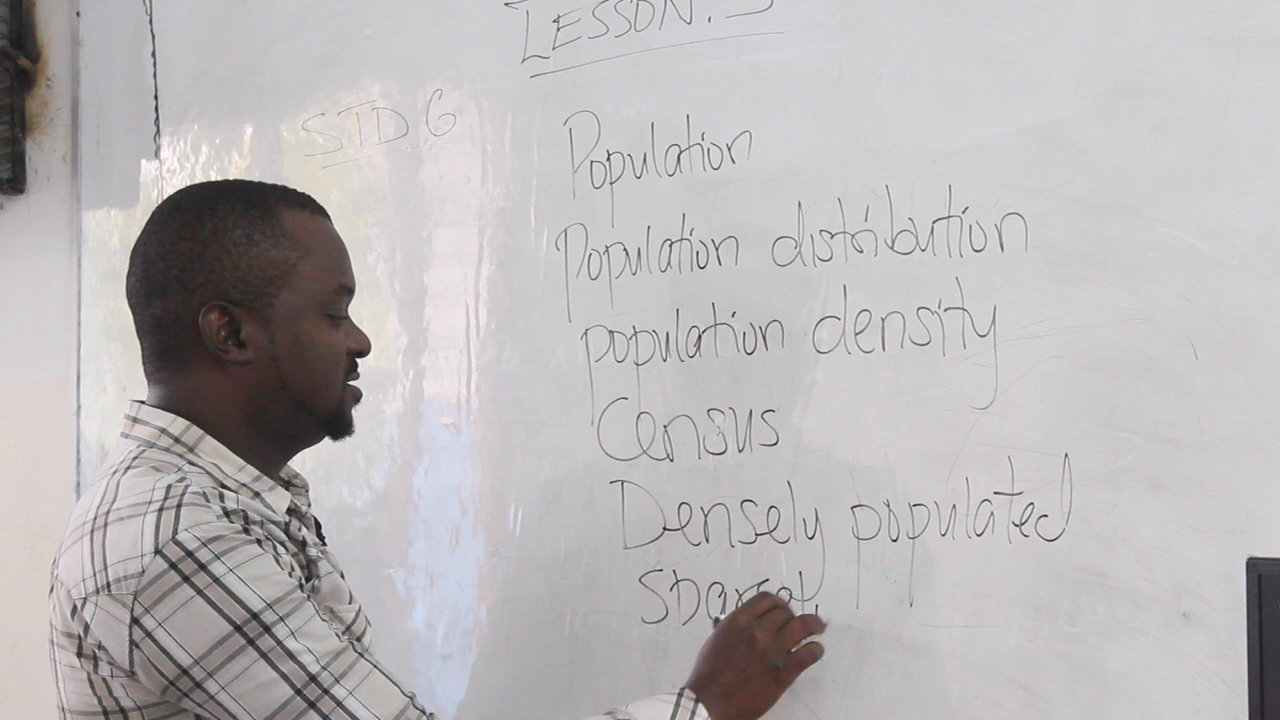 LESSON.
STD 6
Population
Population distribution
population density
Census
Densely populated